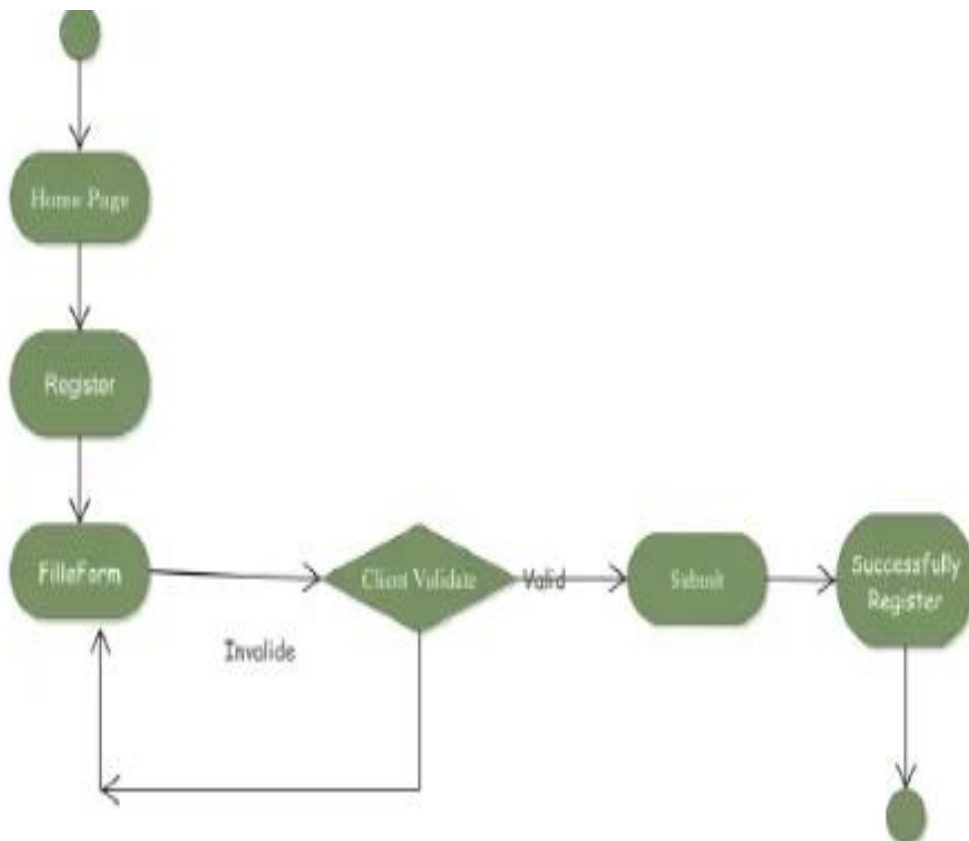 Home Page
Register
FilleForm
Client Validate
Valid
Submit
Successfully
Register
Invalide